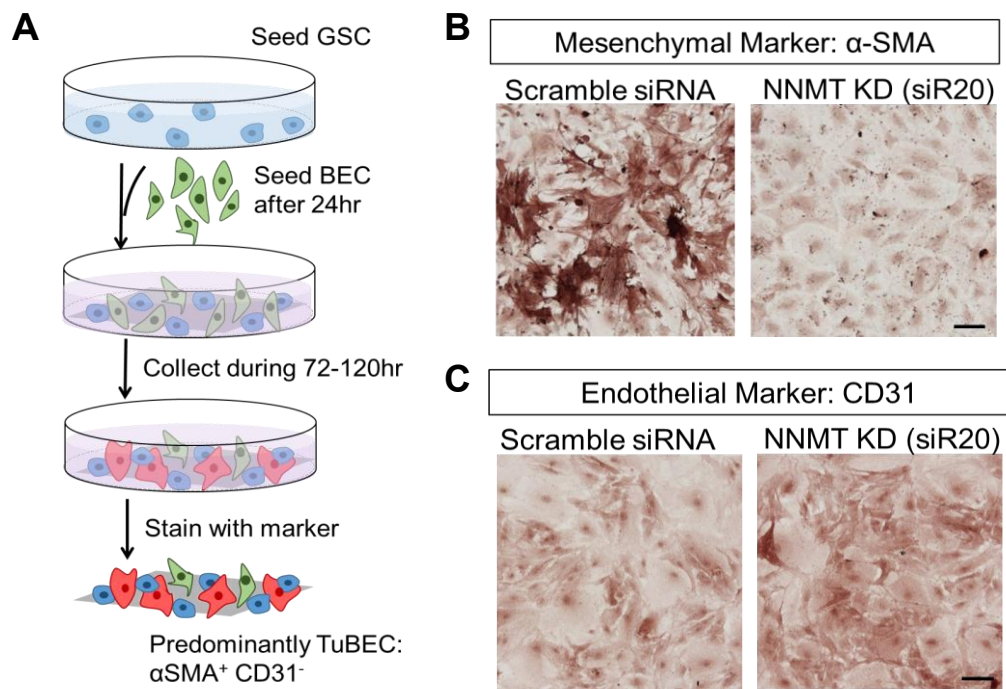 A
Seed GSC
Seed BEC
after 24hr
Collect during 72-120hr
Stain with marker
Predominantly TuBEC:
αSMA⁺ CD31⁻
B
Mesenchymal Marker: α-SMA
Scramble siRNA NNMT KD (siR20)
C
Endothelial Marker: CD31
Scramble siRNA NNMT KD (siR20)